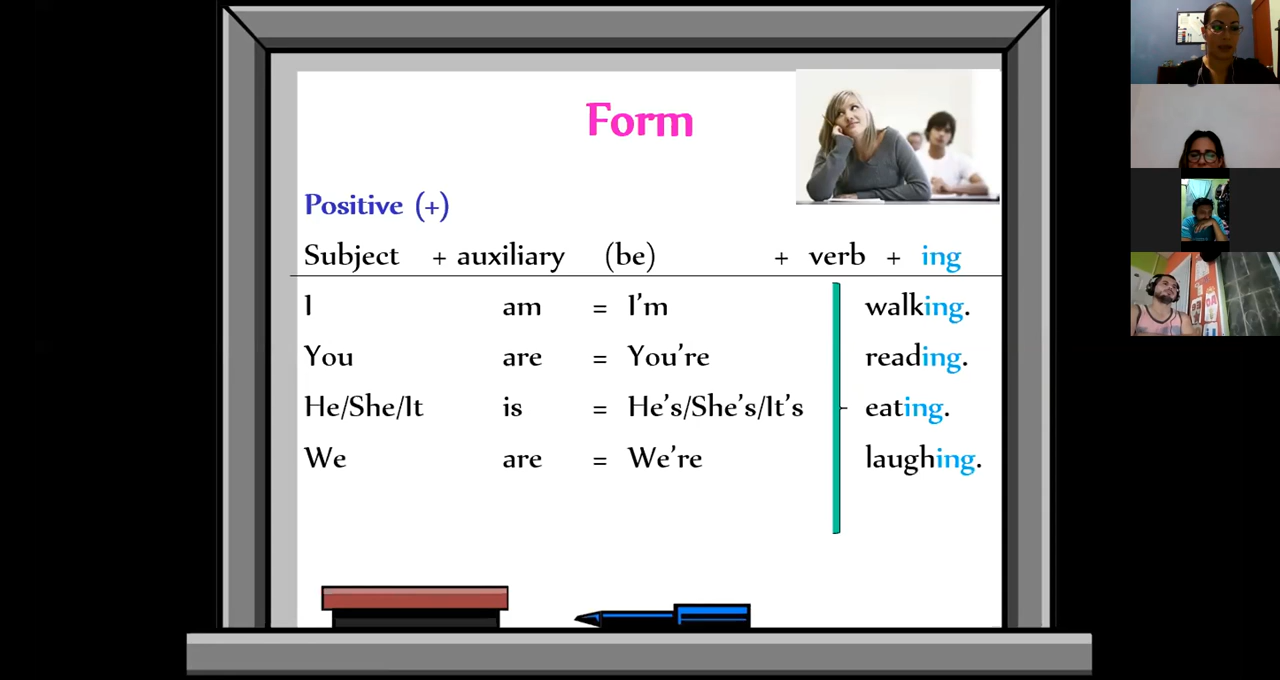 Form
Positive (+)
Subject + auxiliary (be) + verb + ing
I am = I'm walking.
You are = You're reading.
He/She/It is = He's/She's/It's eating.
We are = We're laughing.